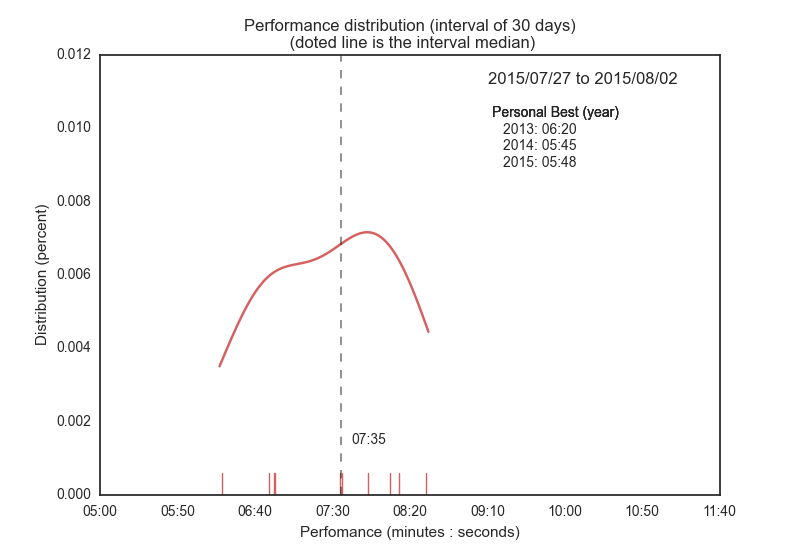 Performance distribution (interval of 30 days)
(doted line is the interval median)
0.012
2015/07/27 to 2015/08/02
Personal Best (year)
2013: 06:20
2014: 05:45
2015: 05:48
0.010
0.008
0.006
0.004
0.002
0.000
Distribution (percent)
07:35
05:00 05:50 06:40 07:30 08:20 09:10 10:00 10:50 11:40
Perfomance (minutes : seconds)